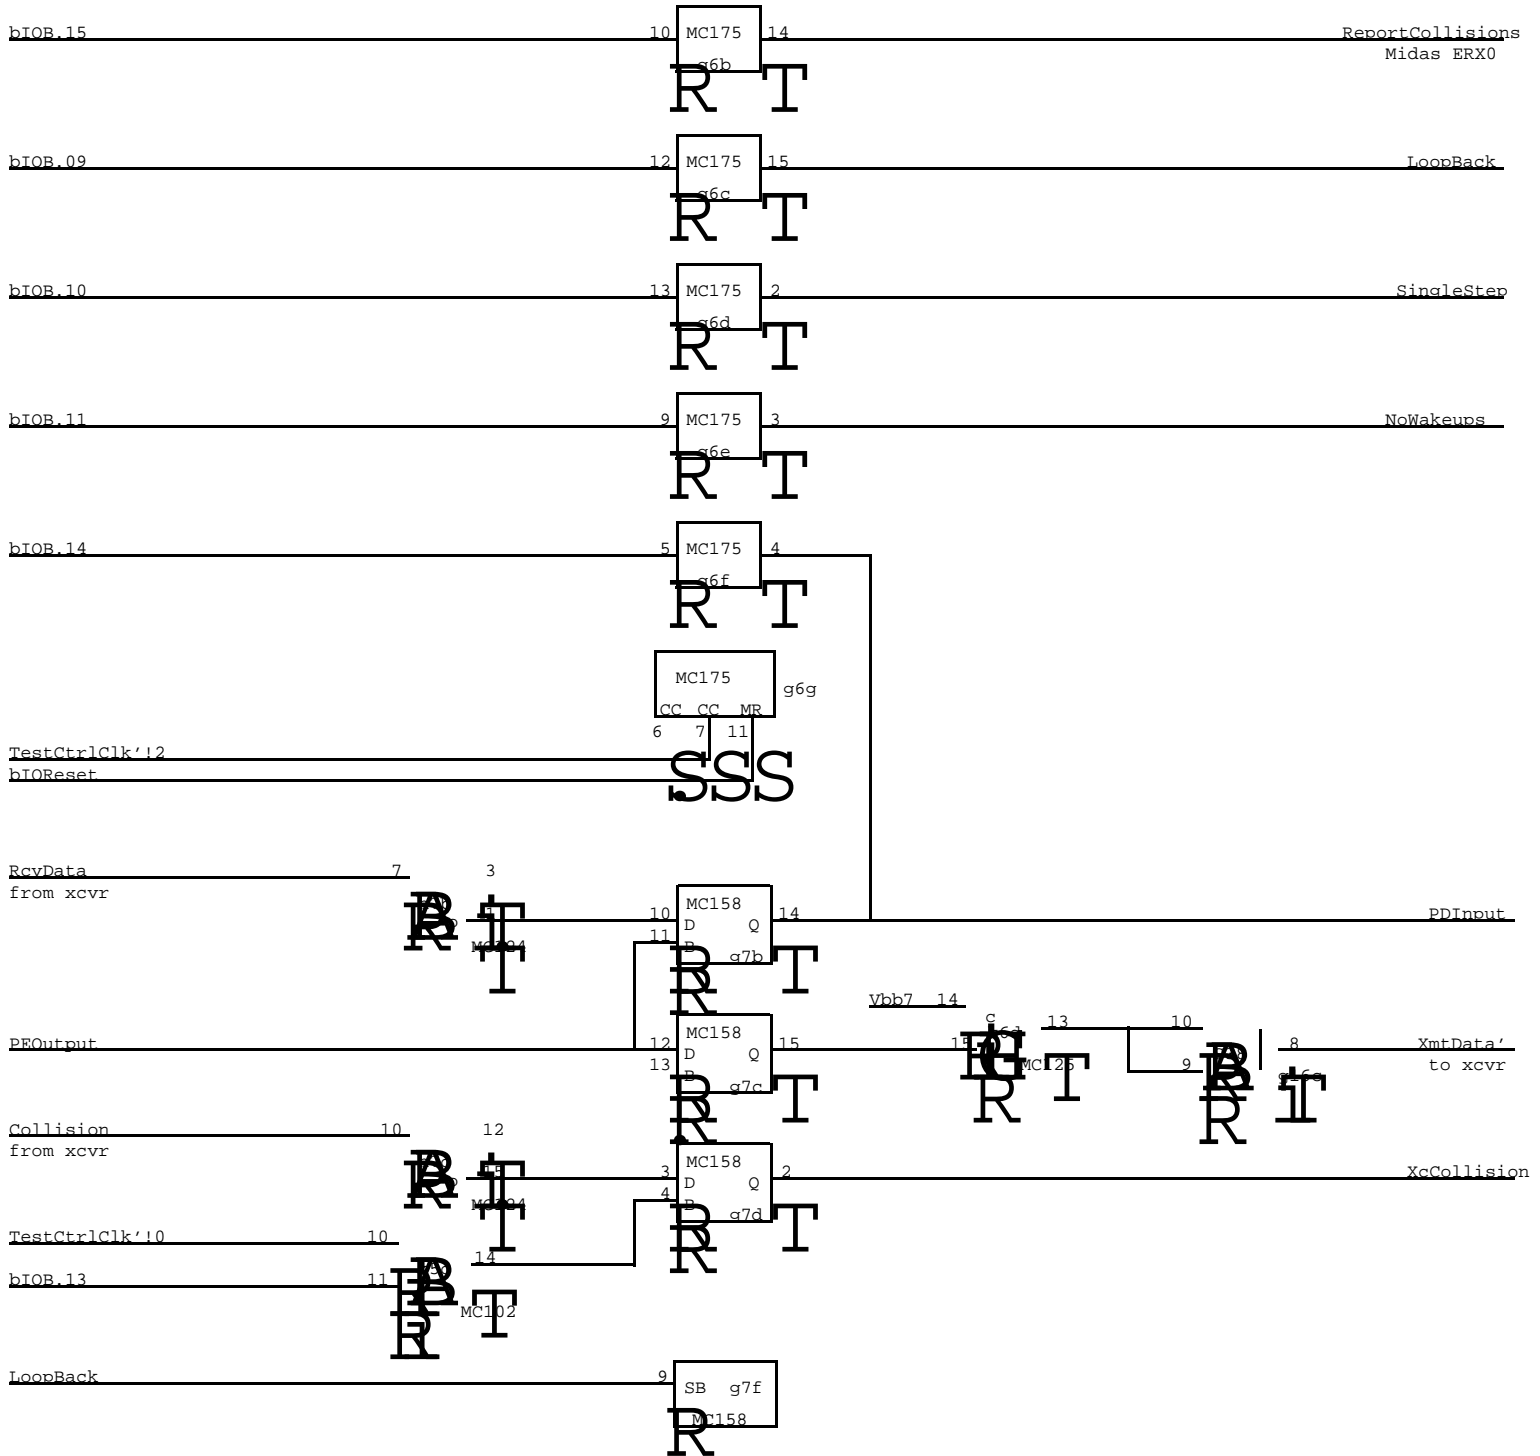 bIOB.15 10 MC175 14 ReportCollisions
g6b Midas ERX0
R T
bIOB.09 12 MC175 15 LoopBack
g6c
R T
bIOB.10 13 MC175 2 SingleStep
g6d
R T
bIOB.11 9 MC175 3 NoWakeups
g6e
R T
bIOB.14 5 MC175 4
g6f
R T
MC175 g6g
CC CC MR
6 7 11
TestCtrlClk'!2
bIOReset
.SSS
RcvData 7 3
from xcvr
MC158
10 14 PDInput
D Q
11 B g7b
R T
R
T
Vbb7 14
c
MC158 13 10
PEOutput 12 15 15 XmtData'
D Q 8
13 B MC125 9 to xcvr
g7c
R T R T R
R
Collision 10 12
from xcvr
MC158
3 2 XcCollision
D Q
4 B g7d
R T
R
TestCtrlClk'!0 10
14
bIOB.13 11
MC102 T
LoopBack 9
SB g7f
MC158
R